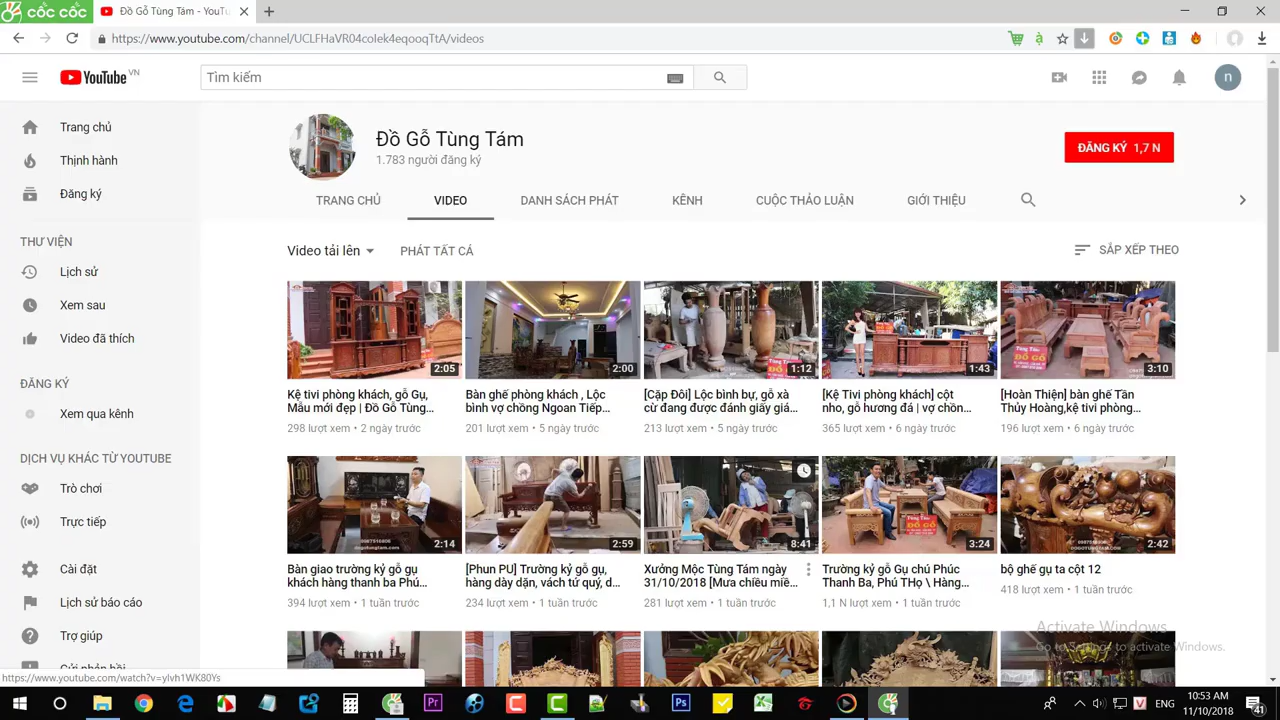 cốc cốc
Đồ Gỗ Tùng Tám - YouTu
https://www.youtube.com/channel/UCLFHaVR04colek4eqooqTtA/videos
YouTube VN
Tìm kiếm
n
Trang chủ
Thịnh hành
Đăng ký
THƯ VIỆN
Lịch sử
Xem sau
Video đã thích
ĐĂNG KÝ
Xem qua kênh
DỊCH VỤ KHÁC TỪ YOUTUBE
Trò chơi
Trực tiếp
Cài đặt
Lịch sử báo cáo
Trợ giúp
Gửi phản hồi
Đồ Gỗ Tùng Tám
1.783 người đăng ký
ĐĂNG KÝ 1,7 N
TRANG CHỦ VIDEO DANH SÁCH PHÁT KÊNH CUỘC THẢO LUẬN GIỚI THIỆU
Video tải lên PHÁT TẤT CẢ SẮP XẾP THEO
2:05
Kệ tivi phòng khách, gỗ Gụ,
Mẫu mới đẹp | Đồ Gỗ Tùng...
298 lượt xem • 2 ngày trước
2:00
Bàn ghế phòng khách , Lộc
bình vợ chồng Ngoan Tiếp...
201 lượt xem • 5 ngày trước
1:12
[Cặp Đôi] Lộc bình bự, gỗ xà
cừ đang được đánh giấy giá...
213 lượt xem • 5 ngày trước
1:43
[Kệ Tivi phòng khách] cột
nho, gỗ hương đá | vợ chồn...
365 lượt xem • 6 ngày trước
3:10
[Hoàn Thiện] bàn ghế Tần
Thủy Hoàng,kệ tivi phòng...
196 lượt xem • 6 ngày trước
2:14
Bàn giao trường kỷ gỗ gụ
khách hàng thanh ba Phú...
394 lượt xem • 1 tuần trước
2:59
[Phun PU] Trường kỷ gỗ gụ,
hàng dày dặn, vách tứ quý, d...
234 lượt xem • 1 tuần trước
8:41
Xưởng Mộc Tùng Tám ngày
31/10/2018 [Mưa chiều miề...
281 lượt xem • 1 tuần trước
Tùng Tám
ĐỒ GỖ
3:24
Trường kỷ gỗ Gụ chú Phúc
Thanh Ba, Phú THọ \ Hàng...
1,1 N lượt xem • 1 tuần trước
2:42
bộ ghế gụ ta cột 12
418 lượt xem • 1 tuần trước
Activate Windows
Go to Settings to activate Windows.
https://www.youtube.com/watch?v=ylvh1WK80Ys
ENG
10:53 AM
11/10/2018
41